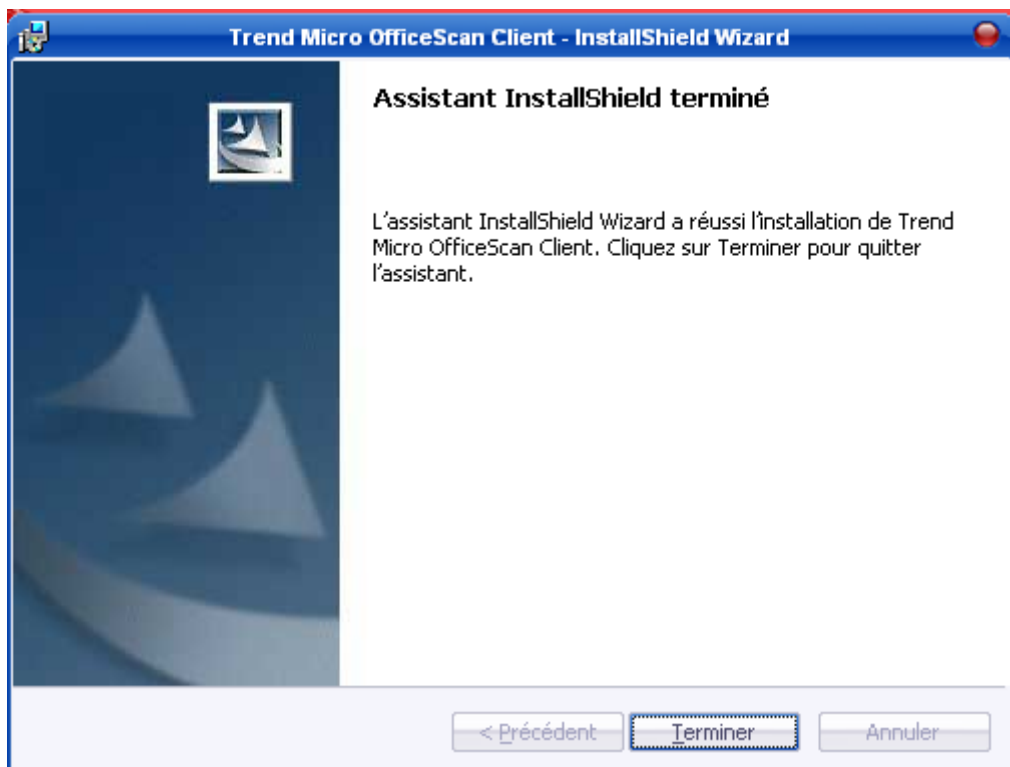 Trend Micro OfficeScan Client - InstallShield Wizard
Assistant InstallShield terminé
L'assistant InstallShield Wizard a réussi l'installation de Trend
Micro OfficeScan Client. Cliquez sur Terminer pour quitter
l'assistant.
< Précédent
Terminer
Annuler